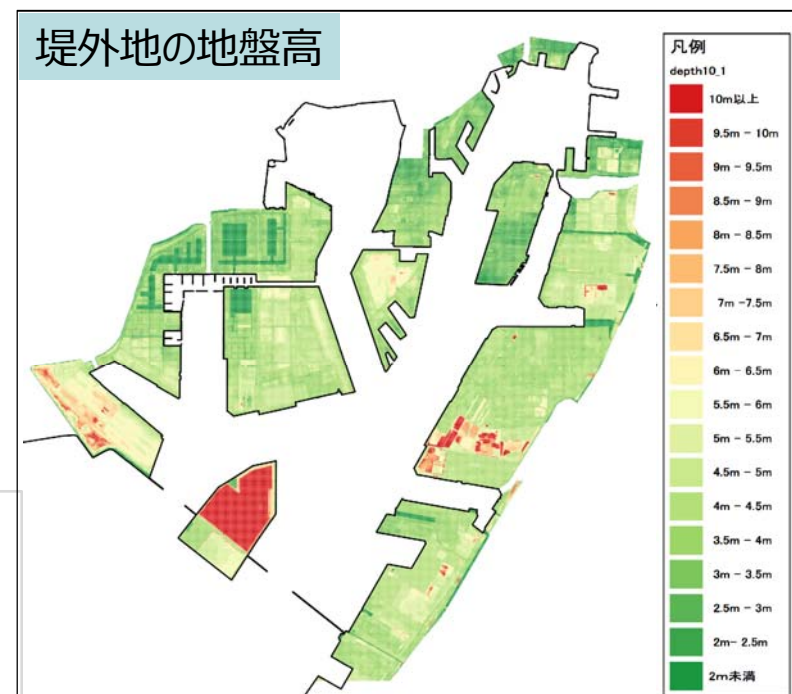 堤外地の地盤高
凡例
depth10_1
10m以上
9.5m － 10m
9m － 9.5m
8.5m － 9m
8m － 8.5m
7.5m － 8m
7m －7.5m
6.5m － 7m
6m － 6.5m
5.5m － 6m
5m － 5.5m
4.5m － 5m
4m － 4.5m
3.5m － 4m
3m － 3.5m
2.5m － 3m
2m－ 2.5m
2m未満